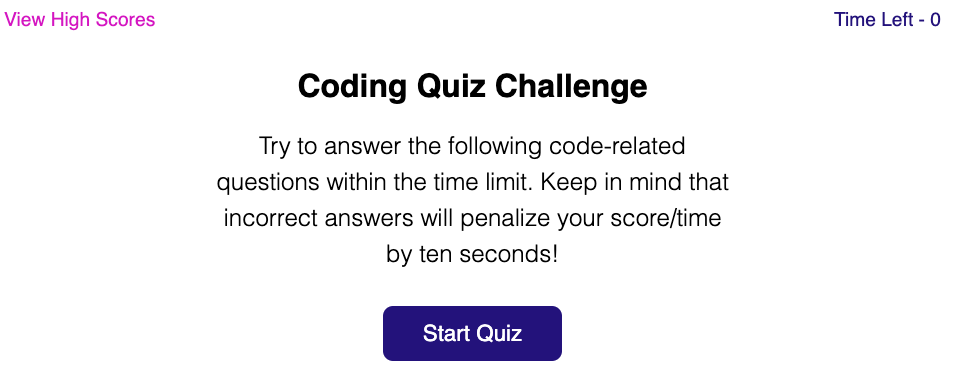 View High Scores
Time Left - 0
Coding Quiz Challenge
Try to answer the following code-related
questions within the time limit. Keep in mind that
incorrect answers will penalize your score/time
by ten seconds!
Start Quiz